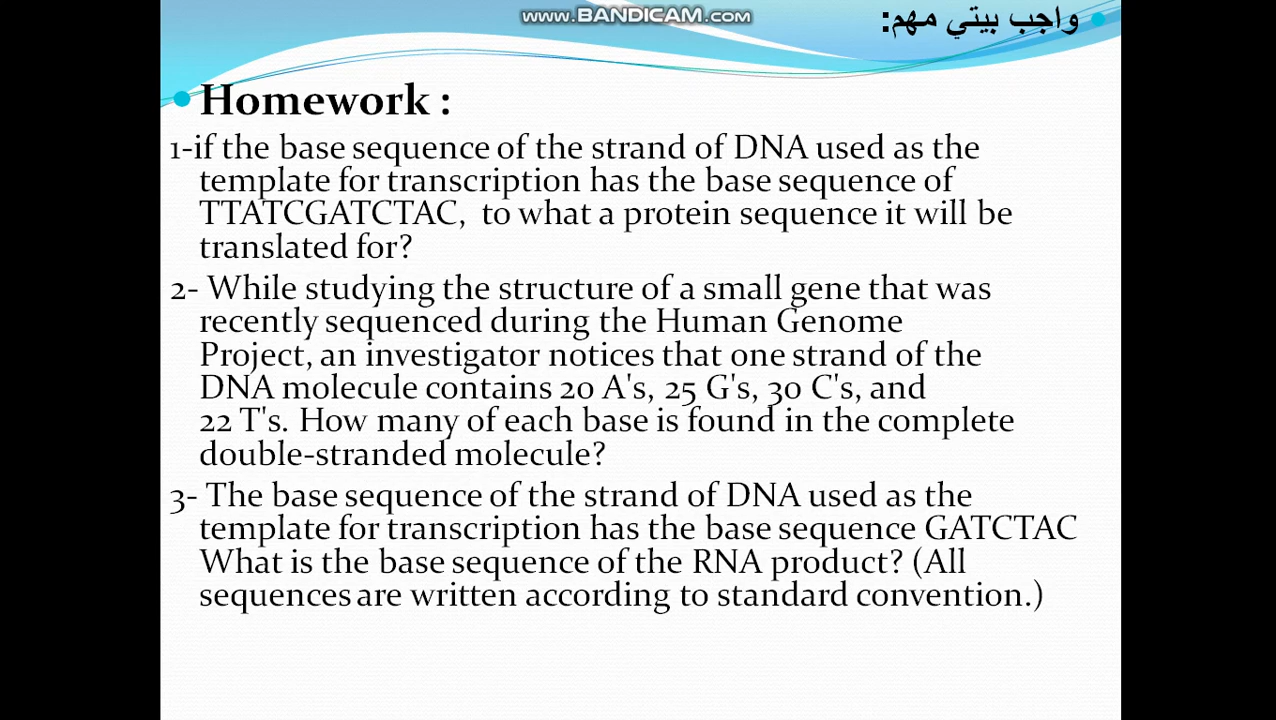 www.BANDICAM.com
واجب بيتي مهم:
Homework :
1-if the base sequence of the strand of DNA used as the
template for transcription has the base sequence of
TTATCGATCTAC, to what a protein sequence it will be
translated for?
2- While studying the structure of a small gene that was
recently sequenced during the Human Genome
Project, an investigator notices that one strand of the
DNA molecule contains 20 A's, 25 G's, 30 C's, and
22 T's. How many of each base is found in the complete
double-stranded molecule?
3- The base sequence of the strand of DNA used as the
template for transcription has the base sequence GATCTAC
What is the base sequence of the RNA product? (All
sequences are written according to standard convention.)